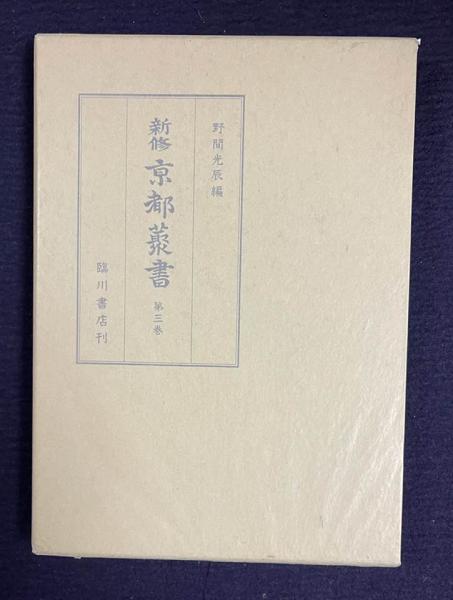 野間光辰編
新修京都叢書 第三巻
臨川書店刊